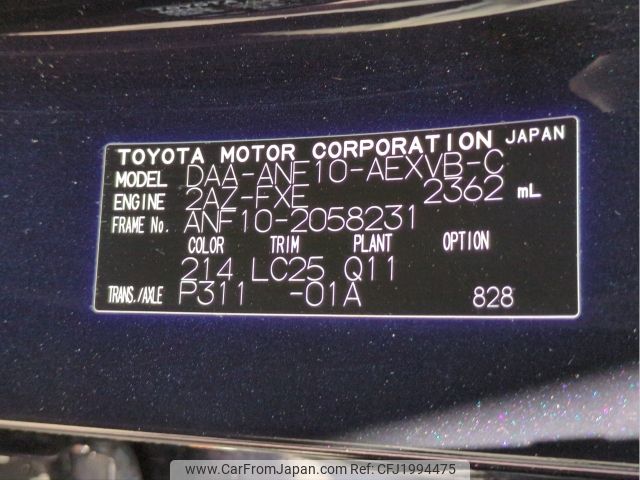 TOYOTA MOTOR CORPORATION JAPAN
MODEL DAA-ANF10-AEXVB-C
ENGINE 2AZ-FXE 2362 mL
FRAME No. ANF10-2058231
COLOR TRIM PLANT OPTION
214 LC25 Q11
TRANS./AXLE P311 -01A 828
www.CarFromJapan.com Ref: CFJ1994475